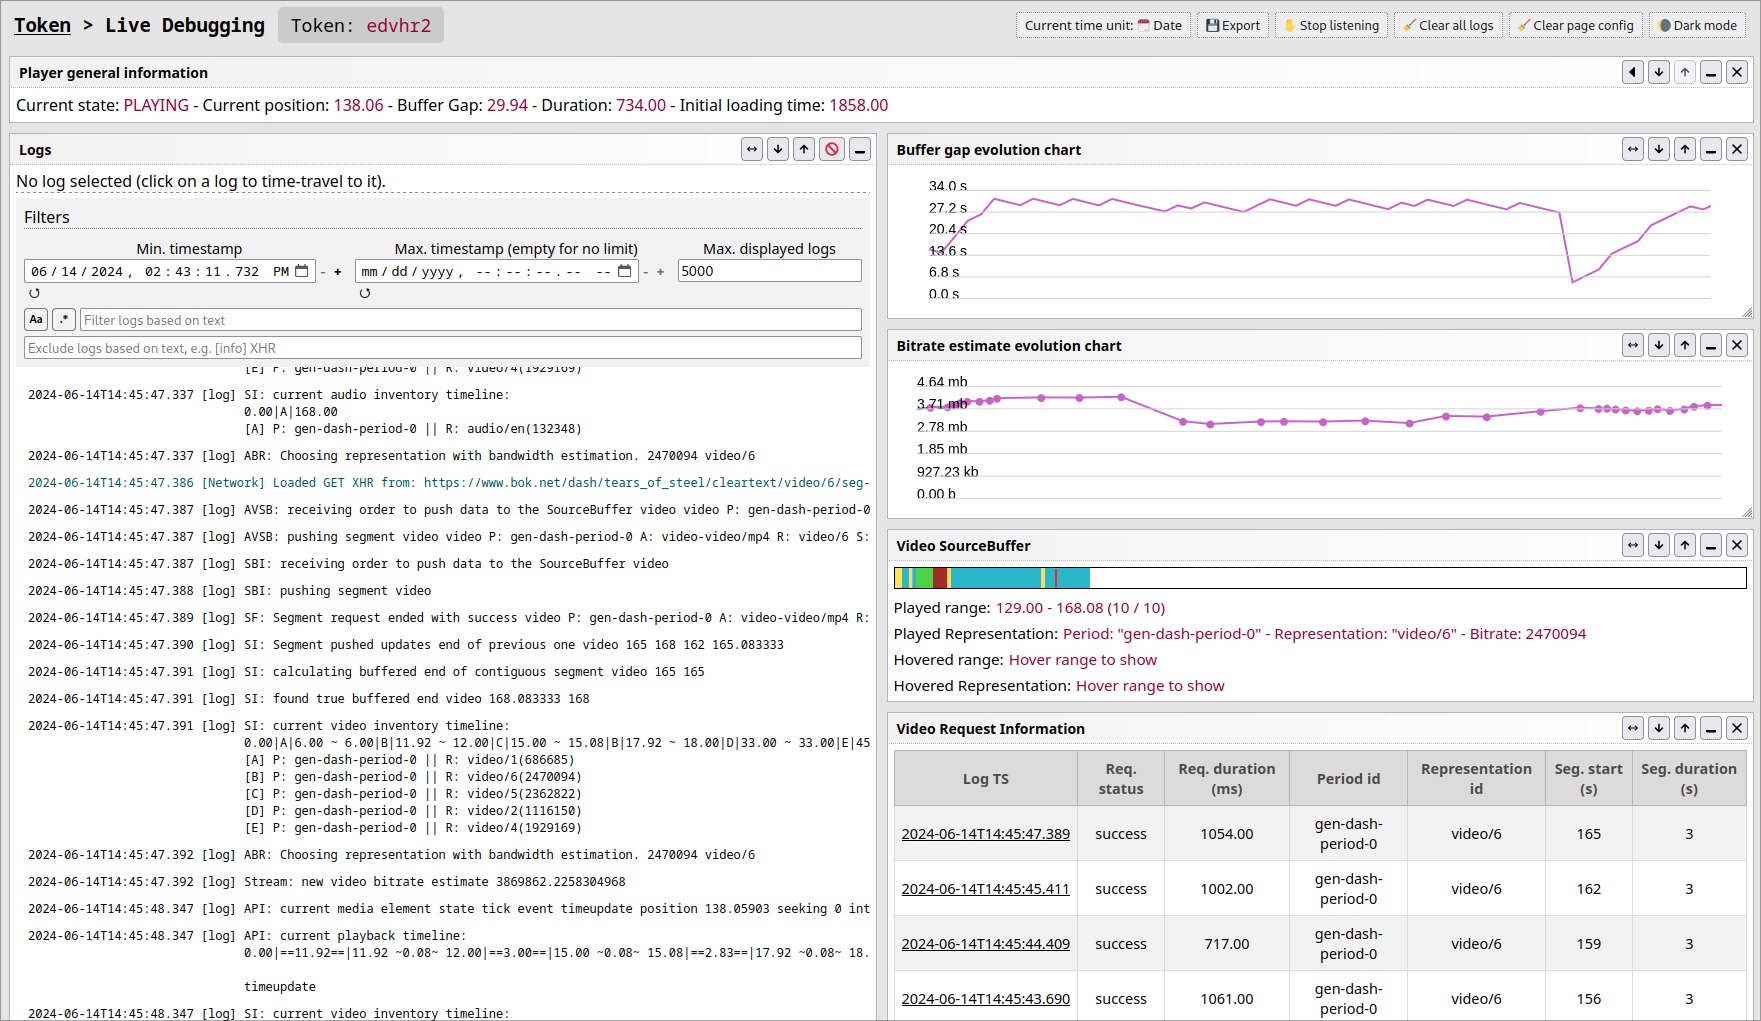 Token > Live Debugging Token: edvhr2
Current time unit: Date Export Stop listening Clear all logs Clear page config Dark mode
Player general information
Current state: PLAYING - Current position: 138.06 - Buffer Gap: 29.94 - Duration: 734.00 - Initial loading time: 1858.00
Logs
No log selected (click on a log to time-travel to it).
Filters
Min. timestamp Max. timestamp (empty for no limit) Max. displayed logs
06 / 14 / 2024 , 02 : 43 : 11 . 732 PM - + mm / dd / yyyy , -- : -- : -- . -- -- - + 5000
Aa .* Filter logs based on text
Exclude logs based on text, e.g. [info] XHR
[E] P: gen-dash-period-0 || R: video/4(1929169)
2024-06-14T14:45:47.337 [log] SI: current audio inventory timeline:
0.00|A|168.00
[A] P: gen-dash-period-0 || R: audio/en(132348)
2024-06-14T14:45:47.337 [log] ABR: Choosing representation with bandwidth estimation. 2470094 video/6
2024-06-14T14:45:47.386 [Network] Loaded GET XHR from: https://www.bok.net/dash/tears_of_steel/cleartext/video/6/seg-
2024-06-14T14:45:47.387 [log] AVSB: receiving order to push data to the SourceBuffer video video P: gen-dash-period-0
2024-06-14T14:45:47.387 [log] AVSB: pushing segment video video P: gen-dash-period-0 A: video-video/mp4 R: video/6 S:
2024-06-14T14:45:47.387 [log] SBI: receiving order to push data to the SourceBuffer video
2024-06-14T14:45:47.388 [log] SBI: pushing segment video
2024-06-14T14:45:47.389 [log] SF: Segment request ended with success video P: gen-dash-period-0 A: video-video/mp4 R:
2024-06-14T14:45:47.390 [log] SI: Segment pushed updates end of previous one video 165 168 162 165.083333
2024-06-14T14:45:47.391 [log] SI: calculating buffered end of contiguous segment video 165 165
2024-06-14T14:45:47.391 [log] SI: found true buffered end video 168.083333 168
2024-06-14T14:45:47.391 [log] SI: current video inventory timeline:
0.00|A|6.00 ~ 6.00|B|11.92 ~ 12.00|C|15.00 ~ 15.08|B|17.92 ~ 18.00|D|33.00 ~ 33.00|E|45
[A] P: gen-dash-period-0 || R: video/1(686685)
[B] P: gen-dash-period-0 || R: video/6(2470094)
[C] P: gen-dash-period-0 || R: video/5(2362822)
[D] P: gen-dash-period-0 || R: video/2(1116150)
[E] P: gen-dash-period-0 || R: video/4(1929169)
2024-06-14T14:45:47.392 [log] ABR: Choosing representation with bandwidth estimation. 2470094 video/6
2024-06-14T14:45:47.392 [log] Stream: new video bitrate estimate 3869862.2258304968
2024-06-14T14:45:48.347 [log] API: current media element state tick event timeupdate position 138.05903 seeking 0 int
2024-06-14T14:45:48.347 [log] API: current playback timeline:
0.00|==11.92==|11.92 ~0.08~ 12.00|==3.00==|15.00 ~0.08~ 15.08|==2.83==|17.92 ~0.08~ 18.
timeupdate
2024-06-14T14:45:48.347 [log] SI: current video inventory timeline:
Buffer gap evolution chart
34.0 s
27.2 s
20.4 s
13.6 s
6.8 s
0.0 s
Bitrate estimate evolution chart
4.64 mb
3.71 mb
2.78 mb
1.85 mb
927.23 kb
0.00 b
Video SourceBuffer
Played range: 129.00 - 168.08 (10 / 10)
Played Representation: Period: "gen-dash-period-0" - Representation: "video/6" - Bitrate: 2470094
Hovered range: Hover range to show
Hovered Representation: Hover range to show
Video Request Information
Log TS Req. status Req. duration (ms) Period id Representation id Seg. start (s) Seg. duration (s)
2024-06-14T14:45:47.389 success 1054.00 gen-dash-period-0 video/6 165 3
2024-06-14T14:45:45.411 success 1002.00 gen-dash-period-0 video/6 162 3
2024-06-14T14:45:44.409 success 717.00 gen-dash-period-0 video/6 159 3
2024-06-14T14:45:43.690 success 1061.00 gen-dash-period-0 video/6 156 3